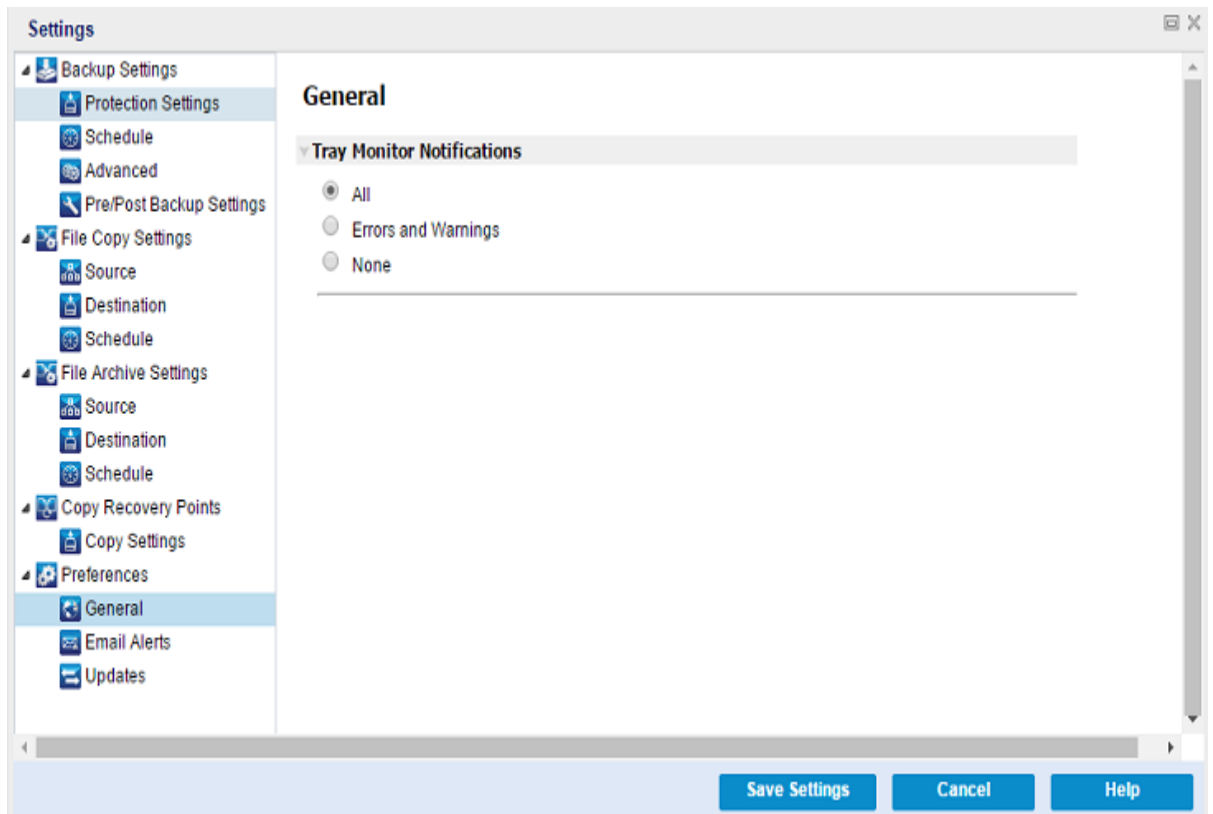 Settings
Backup Settings
Protection Settings
Schedule
Advanced
Pre/Post Backup Settings
File Copy Settings
Source
Destination
Schedule
File Archive Settings
Source
Destination
Schedule
Copy Recovery Points
Copy Settings
Preferences
General
Email Alerts
Updates
General
Tray Monitor Notifications
All
Errors and Warnings
None
Save Settings
Cancel
Help